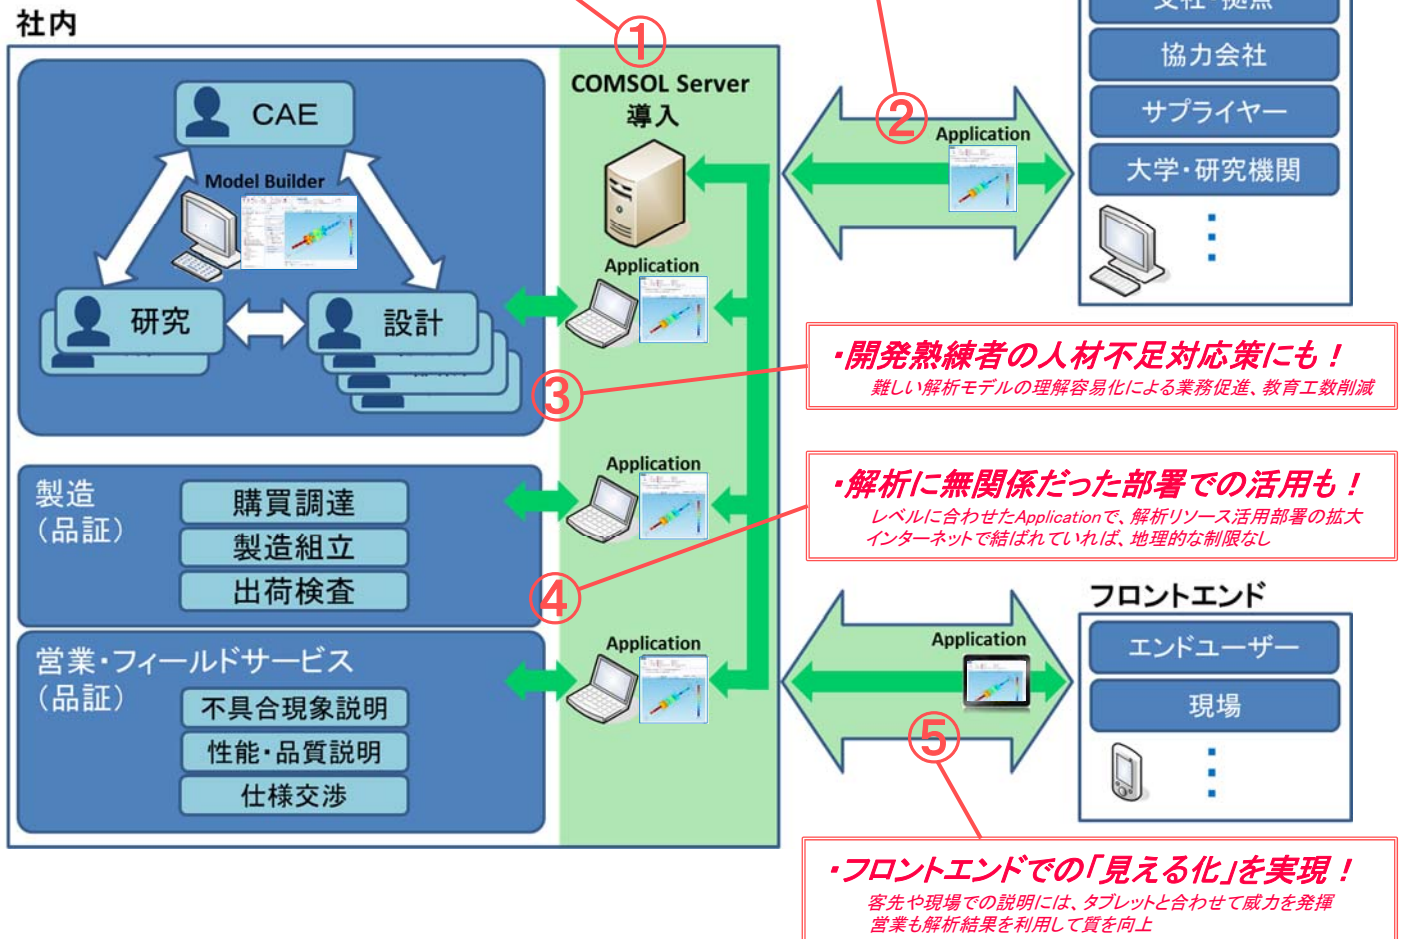 社内
①
②
支社・拠点
協力会社
サプライヤー
大学・研究機関
CAE
Model Builder
研究
設計
COMSOL Server
導入
Application
Application
③
・開発熟練者の人材不足対応策にも！
難しい解析モデルの理解容易化による業務促進、教育工数削減
製造
（品証）
購買調達
製造組立
出荷検査
Application
④
・解析に無関係だった部署での活用も！
レベルに合わせたApplicationで、解析リソース活用部署の拡大
インターネットで結ばれていれば、地理的な制限なし
営業・フィールドサービス
（品証）
不具合現象説明
性能・品質説明
仕様交渉
Application
Application
⑤
フロントエンド
エンドユーザー
現場
・フロントエンドでの「見える化」を実現！
客先や現場での説明には、タブレットと合わせて威力を発揮
営業も解析結果を利用して質を向上